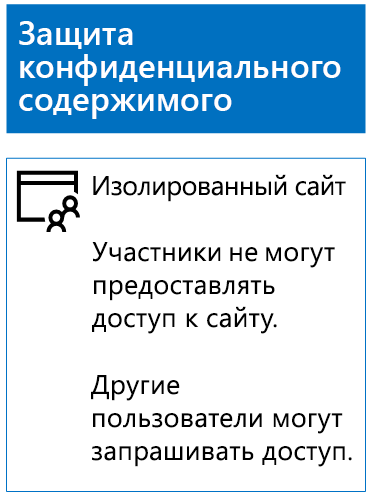 Защита
конфиденциального
содержимого
Изолированный сайт
Участники не могут
предоставлять
доступ к сайту.
Другие
пользователи могут
запрашивать доступ.